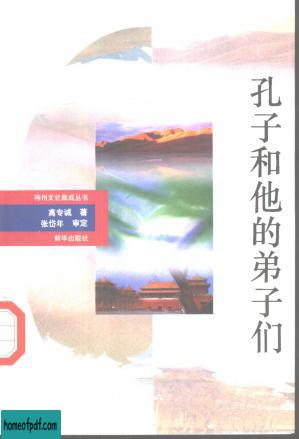 孔子和他的弟子们
神州文化集成丛书
高专诚 著
张岱年 审定
新华出版社
homeofpdf.com